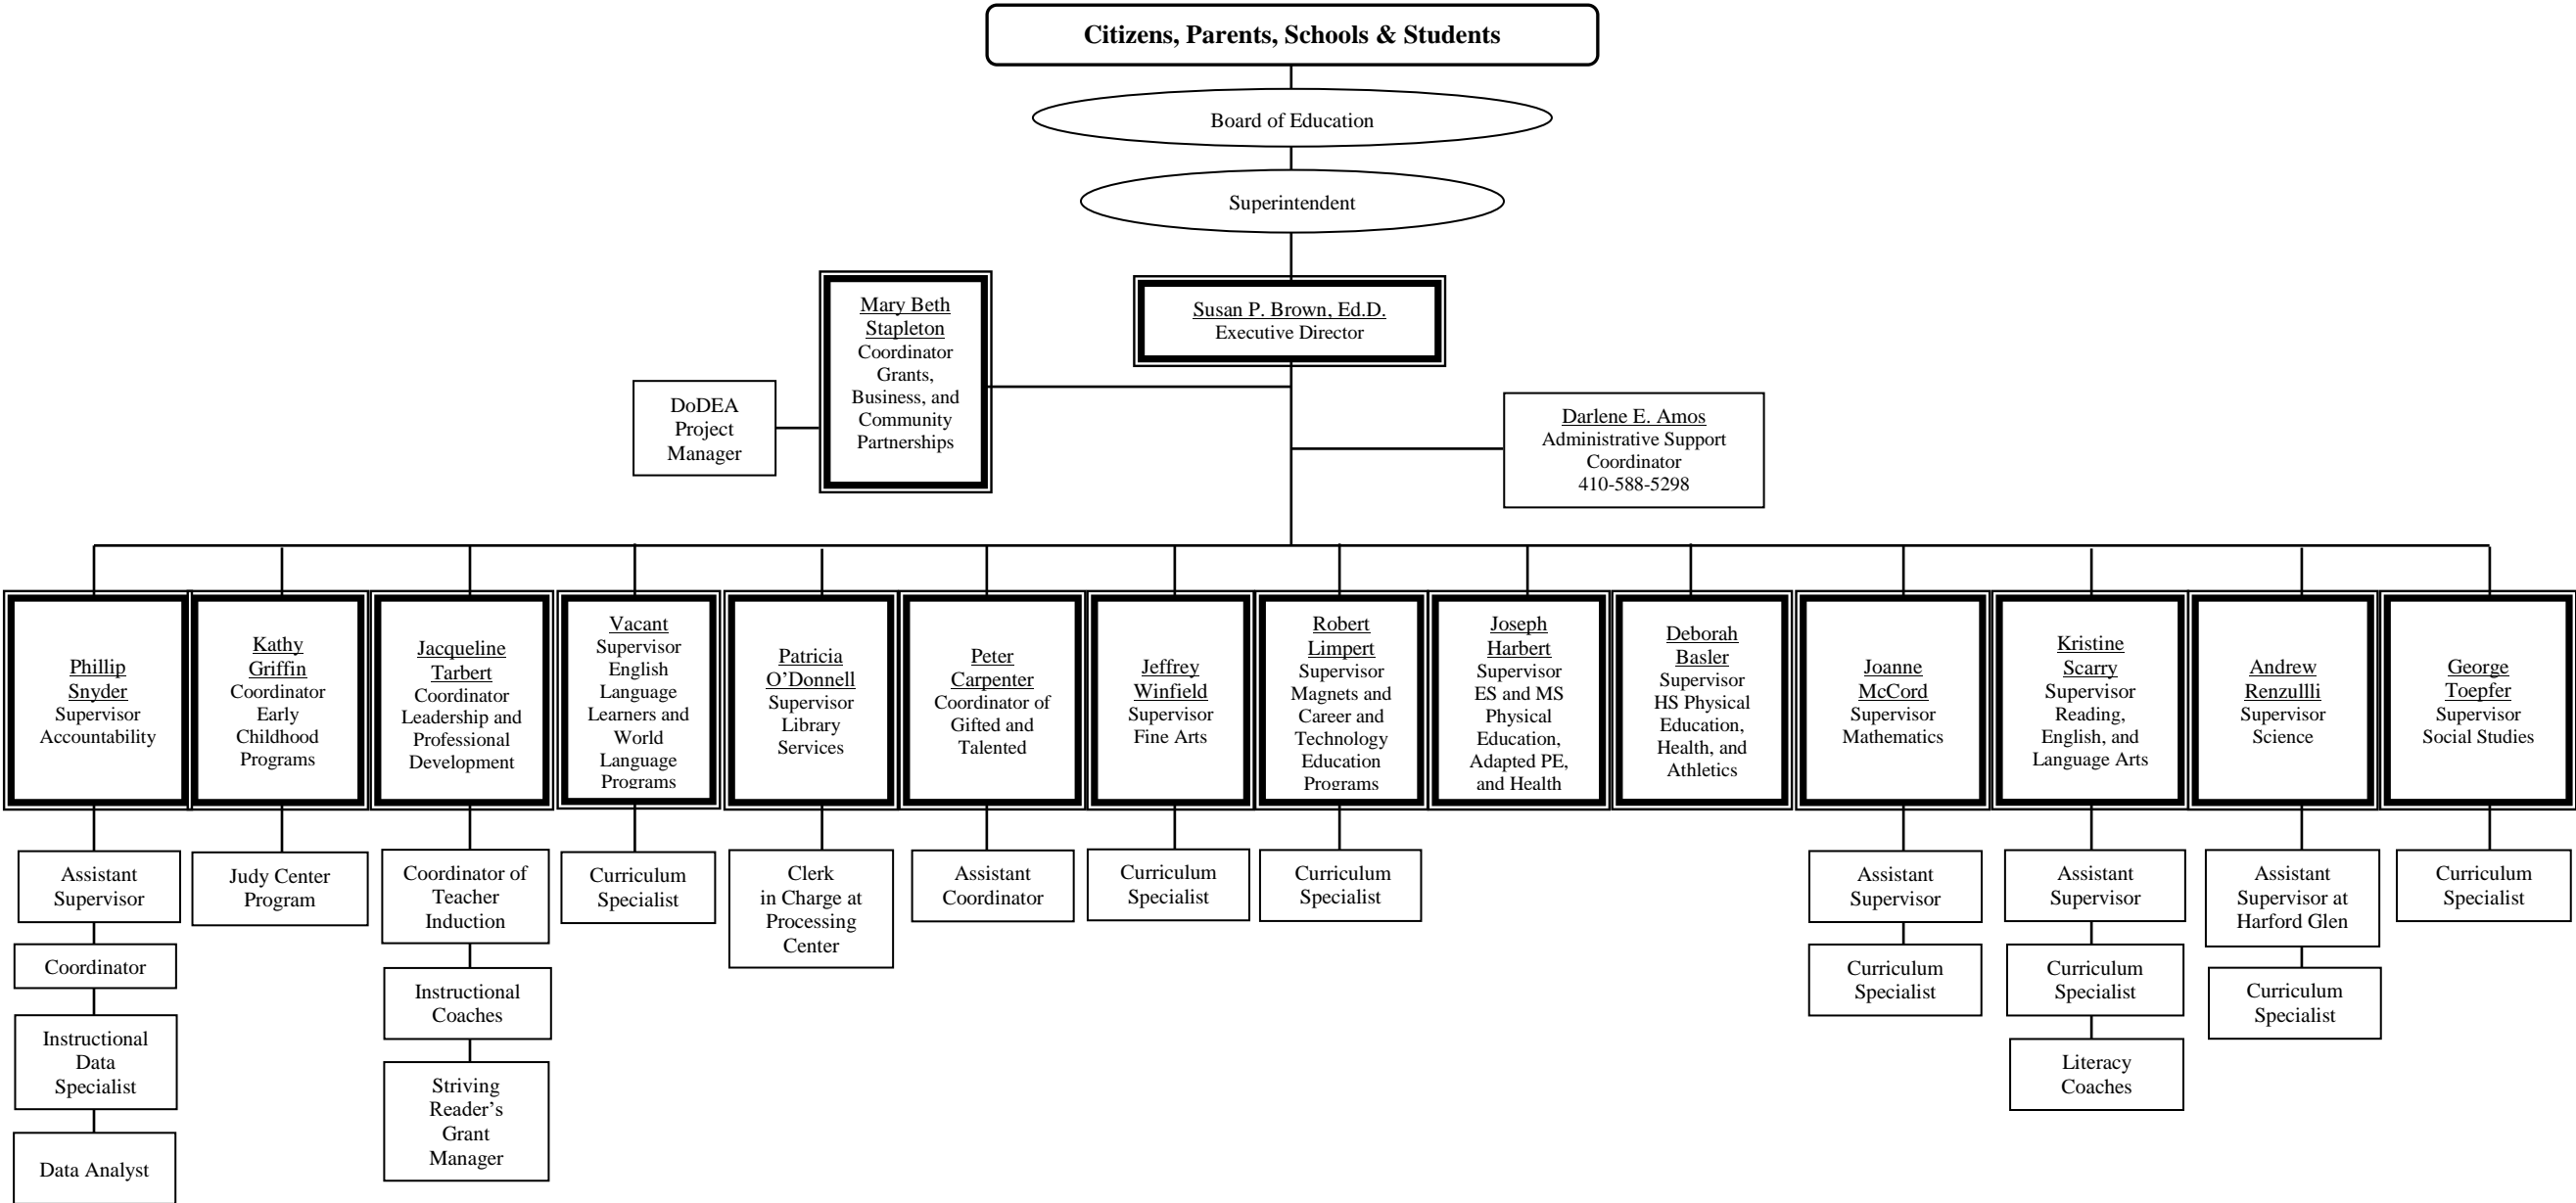 Citizens, Parents, Schools & Students
Board of Education
Superintendent
Mary Beth
Stapleton
Coordinator
Grants,
Business, and
Community
Partnerships
Susan P. Brown, Ed.D.
Executive Director
DoDEA
Project
Manager
Darlene E. Amos
Administrative Support
Coordinator
410-588-5298
Phillip
Snyder
Supervisor
Accountability
Kathy
Griffin
Coordinator
Early
Childhood
Programs
Jacqueline
Tarbert
Coordinator
Leadership and
Professional
Development
Vacant
Supervisor
English
Language
Learners and
World
Language
Programs
Patricia
O’Donnell
Supervisor
Library
Services
Peter
Carpenter
Coordinator of
Gifted and
Talented
Jeffrey
Winfield
Supervisor
Fine Arts
Robert
Limpert
Supervisor
Magnets and
Career and
Technology
Education
Programs
Joseph
Harbert
Supervisor
ES and MS
Physical
Education,
Adapted PE,
and Health
Deborah
Basler
Supervisor
HS Physical
Education,
Health, and
Athletics
Joanne
McCord
Supervisor
Mathematics
Kristine
Scarry
Supervisor
Reading,
English, and
Language Arts
Andrew
Renzullli
Supervisor
Science
George
Toepfer
Supervisor
Social Studies
Assistant
Supervisor
Coordinator
Instructional
Data
Specialist
Data Analyst
Judy Center
Program
Coordinator of
Teacher
Induction
Instructional
Coaches
Striving
Reader’s
Grant
Manager
Curriculum
Specialist
Clerk
in Charge at
Processing
Center
Assistant
Coordinator
Curriculum
Specialist
Curriculum
Specialist
Assistant
Supervisor
Curriculum
Specialist
Assistant
Supervisor
Curriculum
Specialist
Literacy
Coaches
Assistant
Supervisor at
Harford Glen
Curriculum
Specialist
Curriculum
Specialist